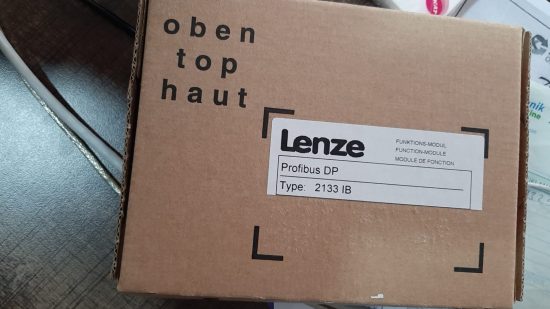 oben
top
haut
Lenze
FUNKTIONS-MODUL
FUNCTION-MODULE
MODULE DE FONCTION
Profibus DP
Type: 2133 IB